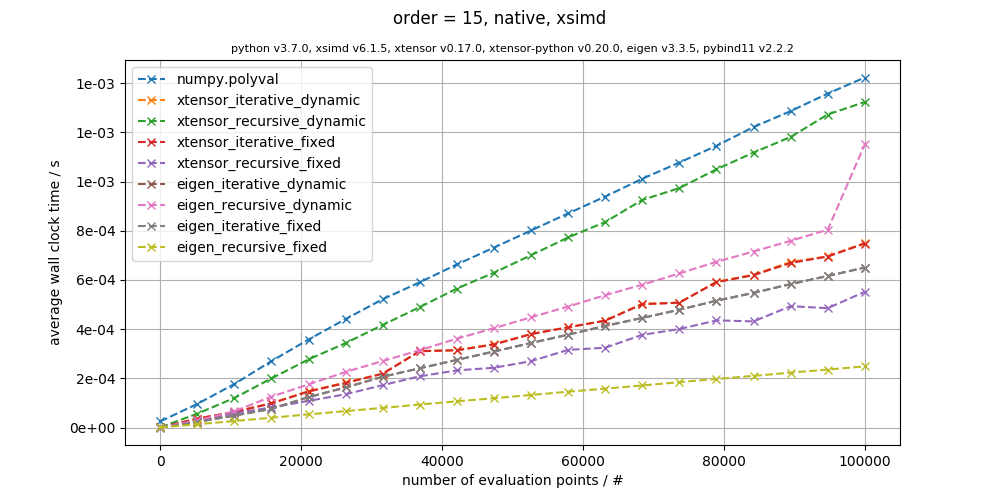 order = 15, native, xsimd
python v3.7.0, xsimd v6.1.5, xtensor v0.17.0, xtensor-python v0.20.0, eigen v3.3.5, pybind11 v2.2.2
numpy.polyval
xtensor_iterative_dynamic
xtensor_recursive_dynamic
xtensor_iterative_fixed
xtensor_recursive_fixed
eigen_iterative_dynamic
eigen_recursive_dynamic
eigen_iterative_fixed
eigen_recursive_fixed
average wall clock time / s
1e-03
1e-03
1e-03
8e-04
6e-04
4e-04
2e-04
0e+00
0
20000
40000
60000
80000
100000
number of evaluation points / #